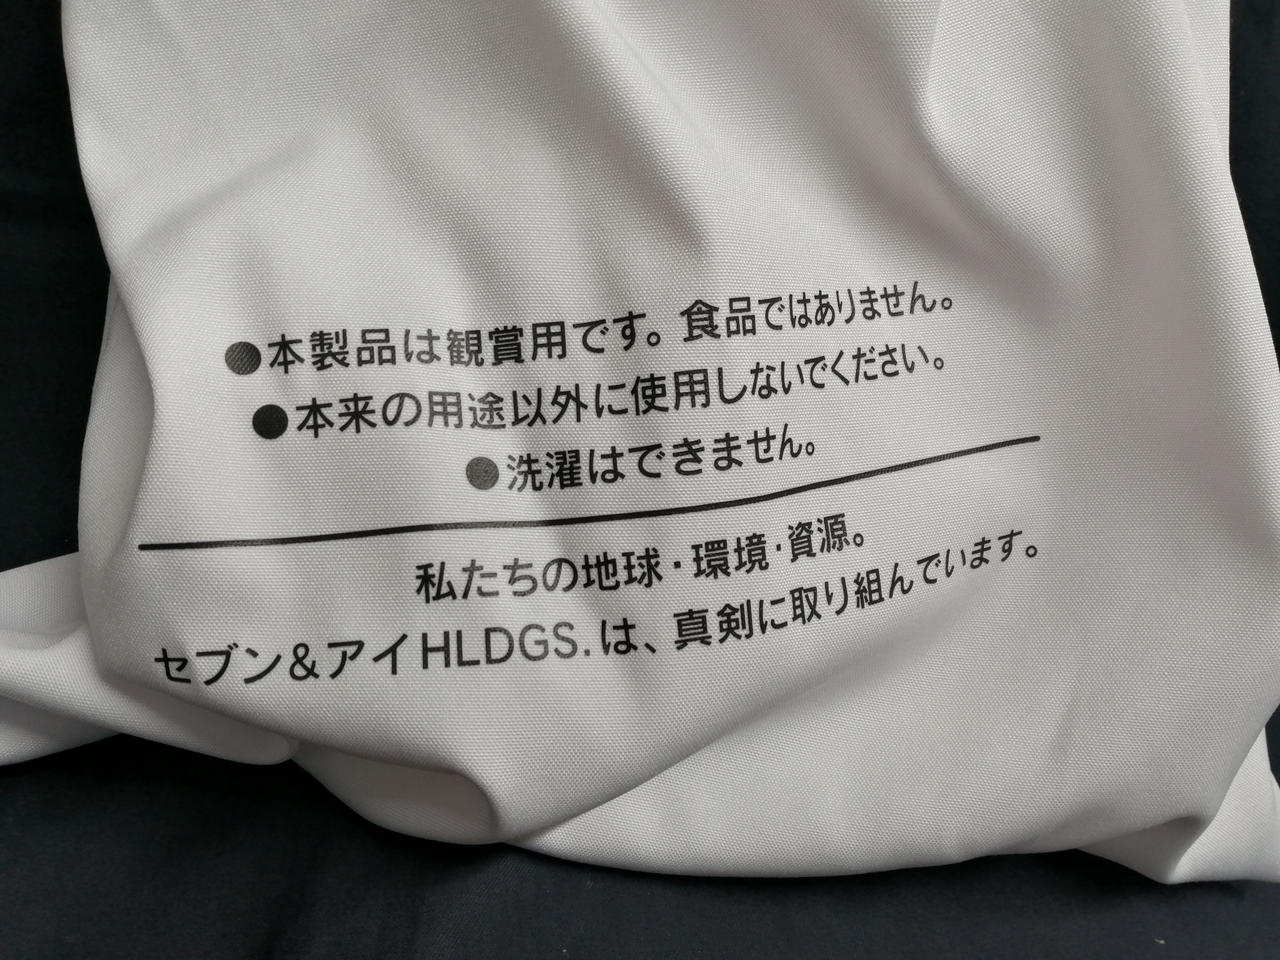 ●本製品は観賞用です。食品ではありません。
●本来の用途以外に使用しないでください。
●洗濯はできません。
私たちの地球・環境・資源。
セブン&アイHLDGS.は、真剣に取り組んでいます。